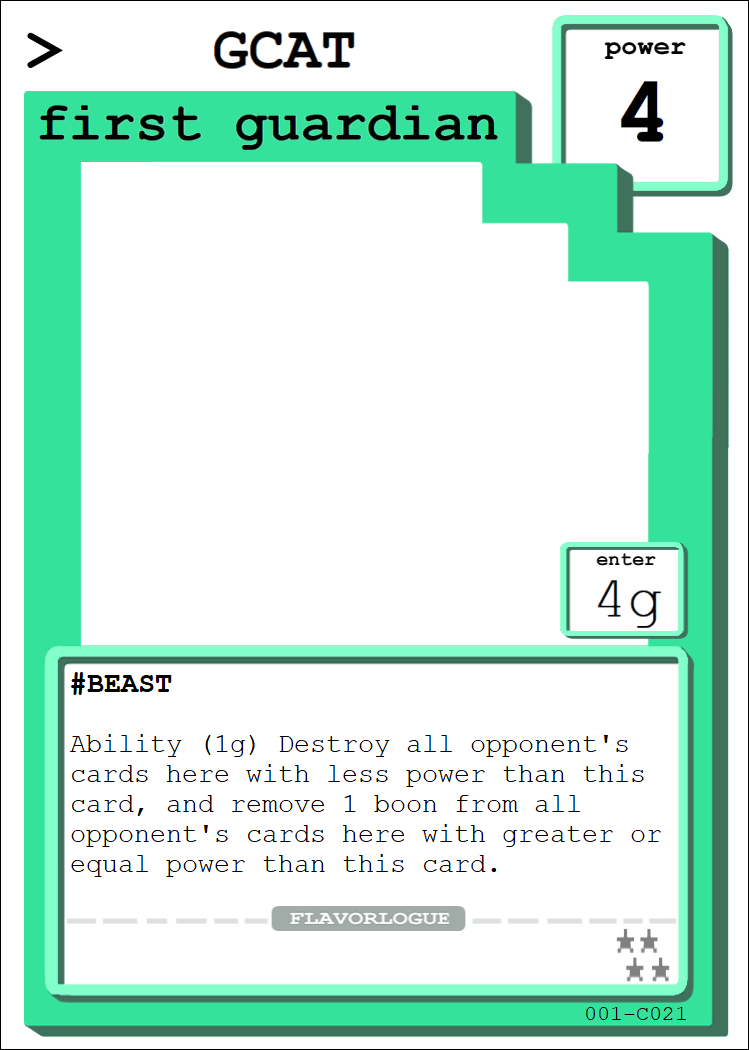 > GCAT
power
4
first guardian
enter
4g
#BEAST
Ability (1g) Destroy all opponent's
cards here with less power than this
card, and remove 1 boon from all
opponent's cards here with greater or
equal power than this card.
FLAVORLOGUE
001-C021